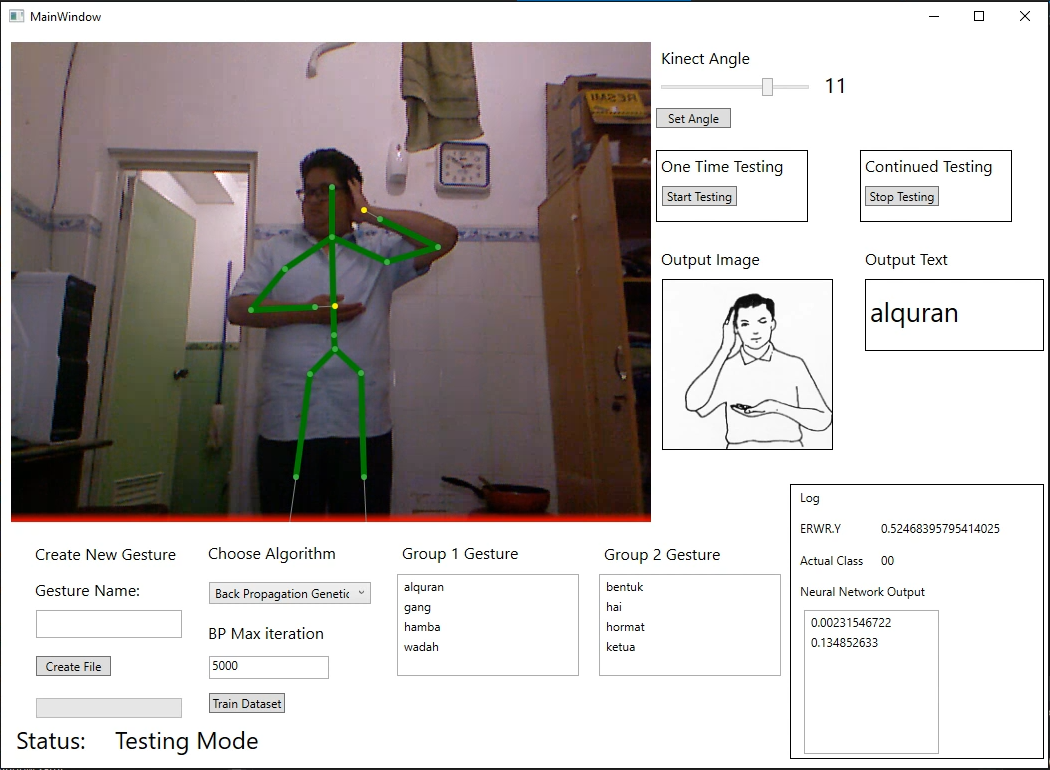 MainWindow
Kinect Angle
11
Set Angle
RESMI
One Time Testing
Start Testing
Continued Testing
Stop Testing
Output Image
Output Text
alquran
Create New Gesture
Gesture Name:
Create File
Choose Algorithm
Back Propagation Genetic
BP Max iteration
5000
Train Dataset
Group 1 Gesture
alquran
gang
hamba
wadah
Group 2 Gesture
bentuk
hai
hormat
ketua
Log
ERWR.Y 0.52468395795414025
Actual Class 00
Neural Network Output
0.00231546722
0.134852633
Status: Testing Mode